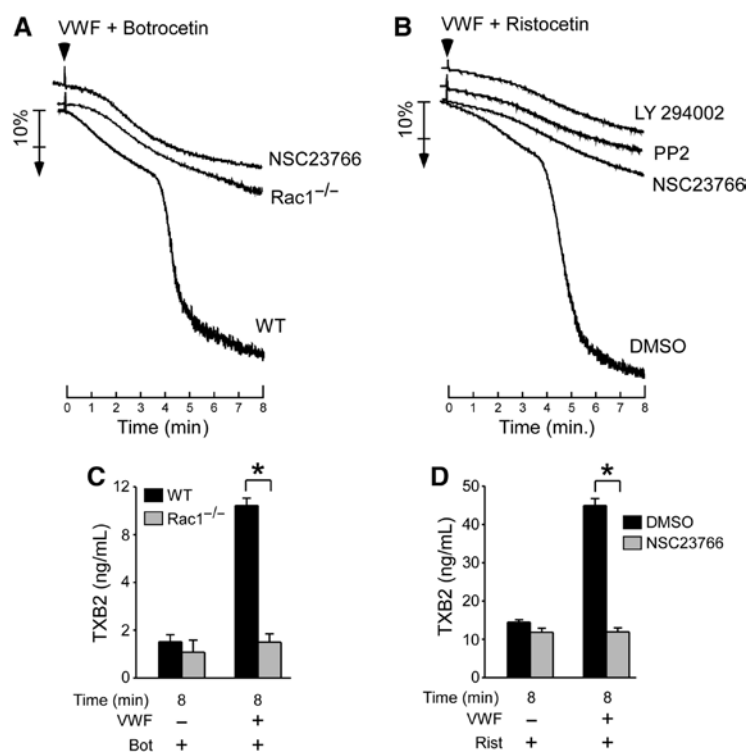 A
VWF + Botrocetin
10%
NSC23766
Rac1–/–
WT
0 1 2 3 4 5 6 7 8
Time (min)
B
VWF + Ristocetin
10%
LY 294002
PP2
NSC23766
DMSO
0 1 2 3 4 5 6 7 8
Time (min.)
C
TXB2 (ng/mL)
12
8
4
2
0
WT
Rac1–/–
*
Time (min) 8 8
VWF – +
Bot + +
D
TXB2 (ng/mL)
50
40
30
20
10
0
DMSO
NSC23766
*
Time (min) 8 8
VWF – +
Rist + +